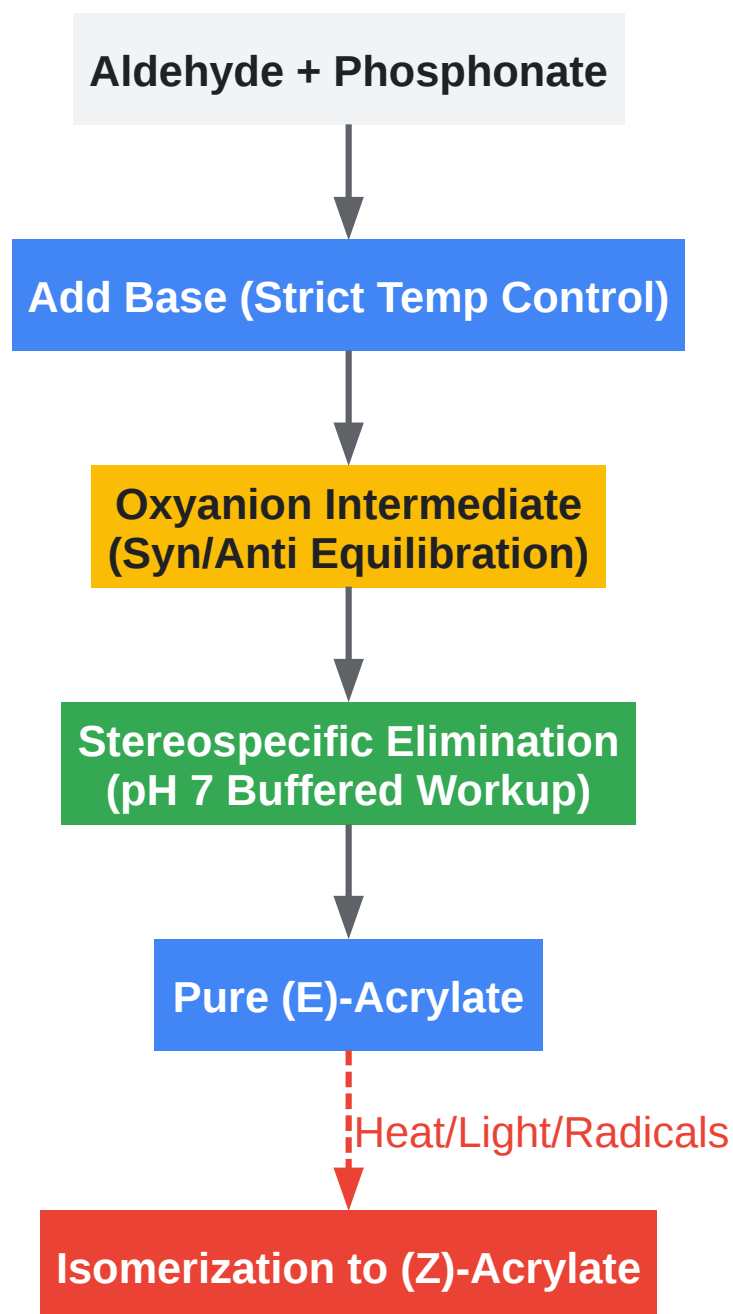 Aldehyde + Phosphonate
Add Base (Strict Temp Control)
Oxyanion Intermediate
(Syn/Anti Equilibration)
Stereospecific Elimination
(pH 7 Buffered Workup)
Pure (E)-Acrylate
Heat/Light/Radicals
Isomerization to (Z)-Acrylate